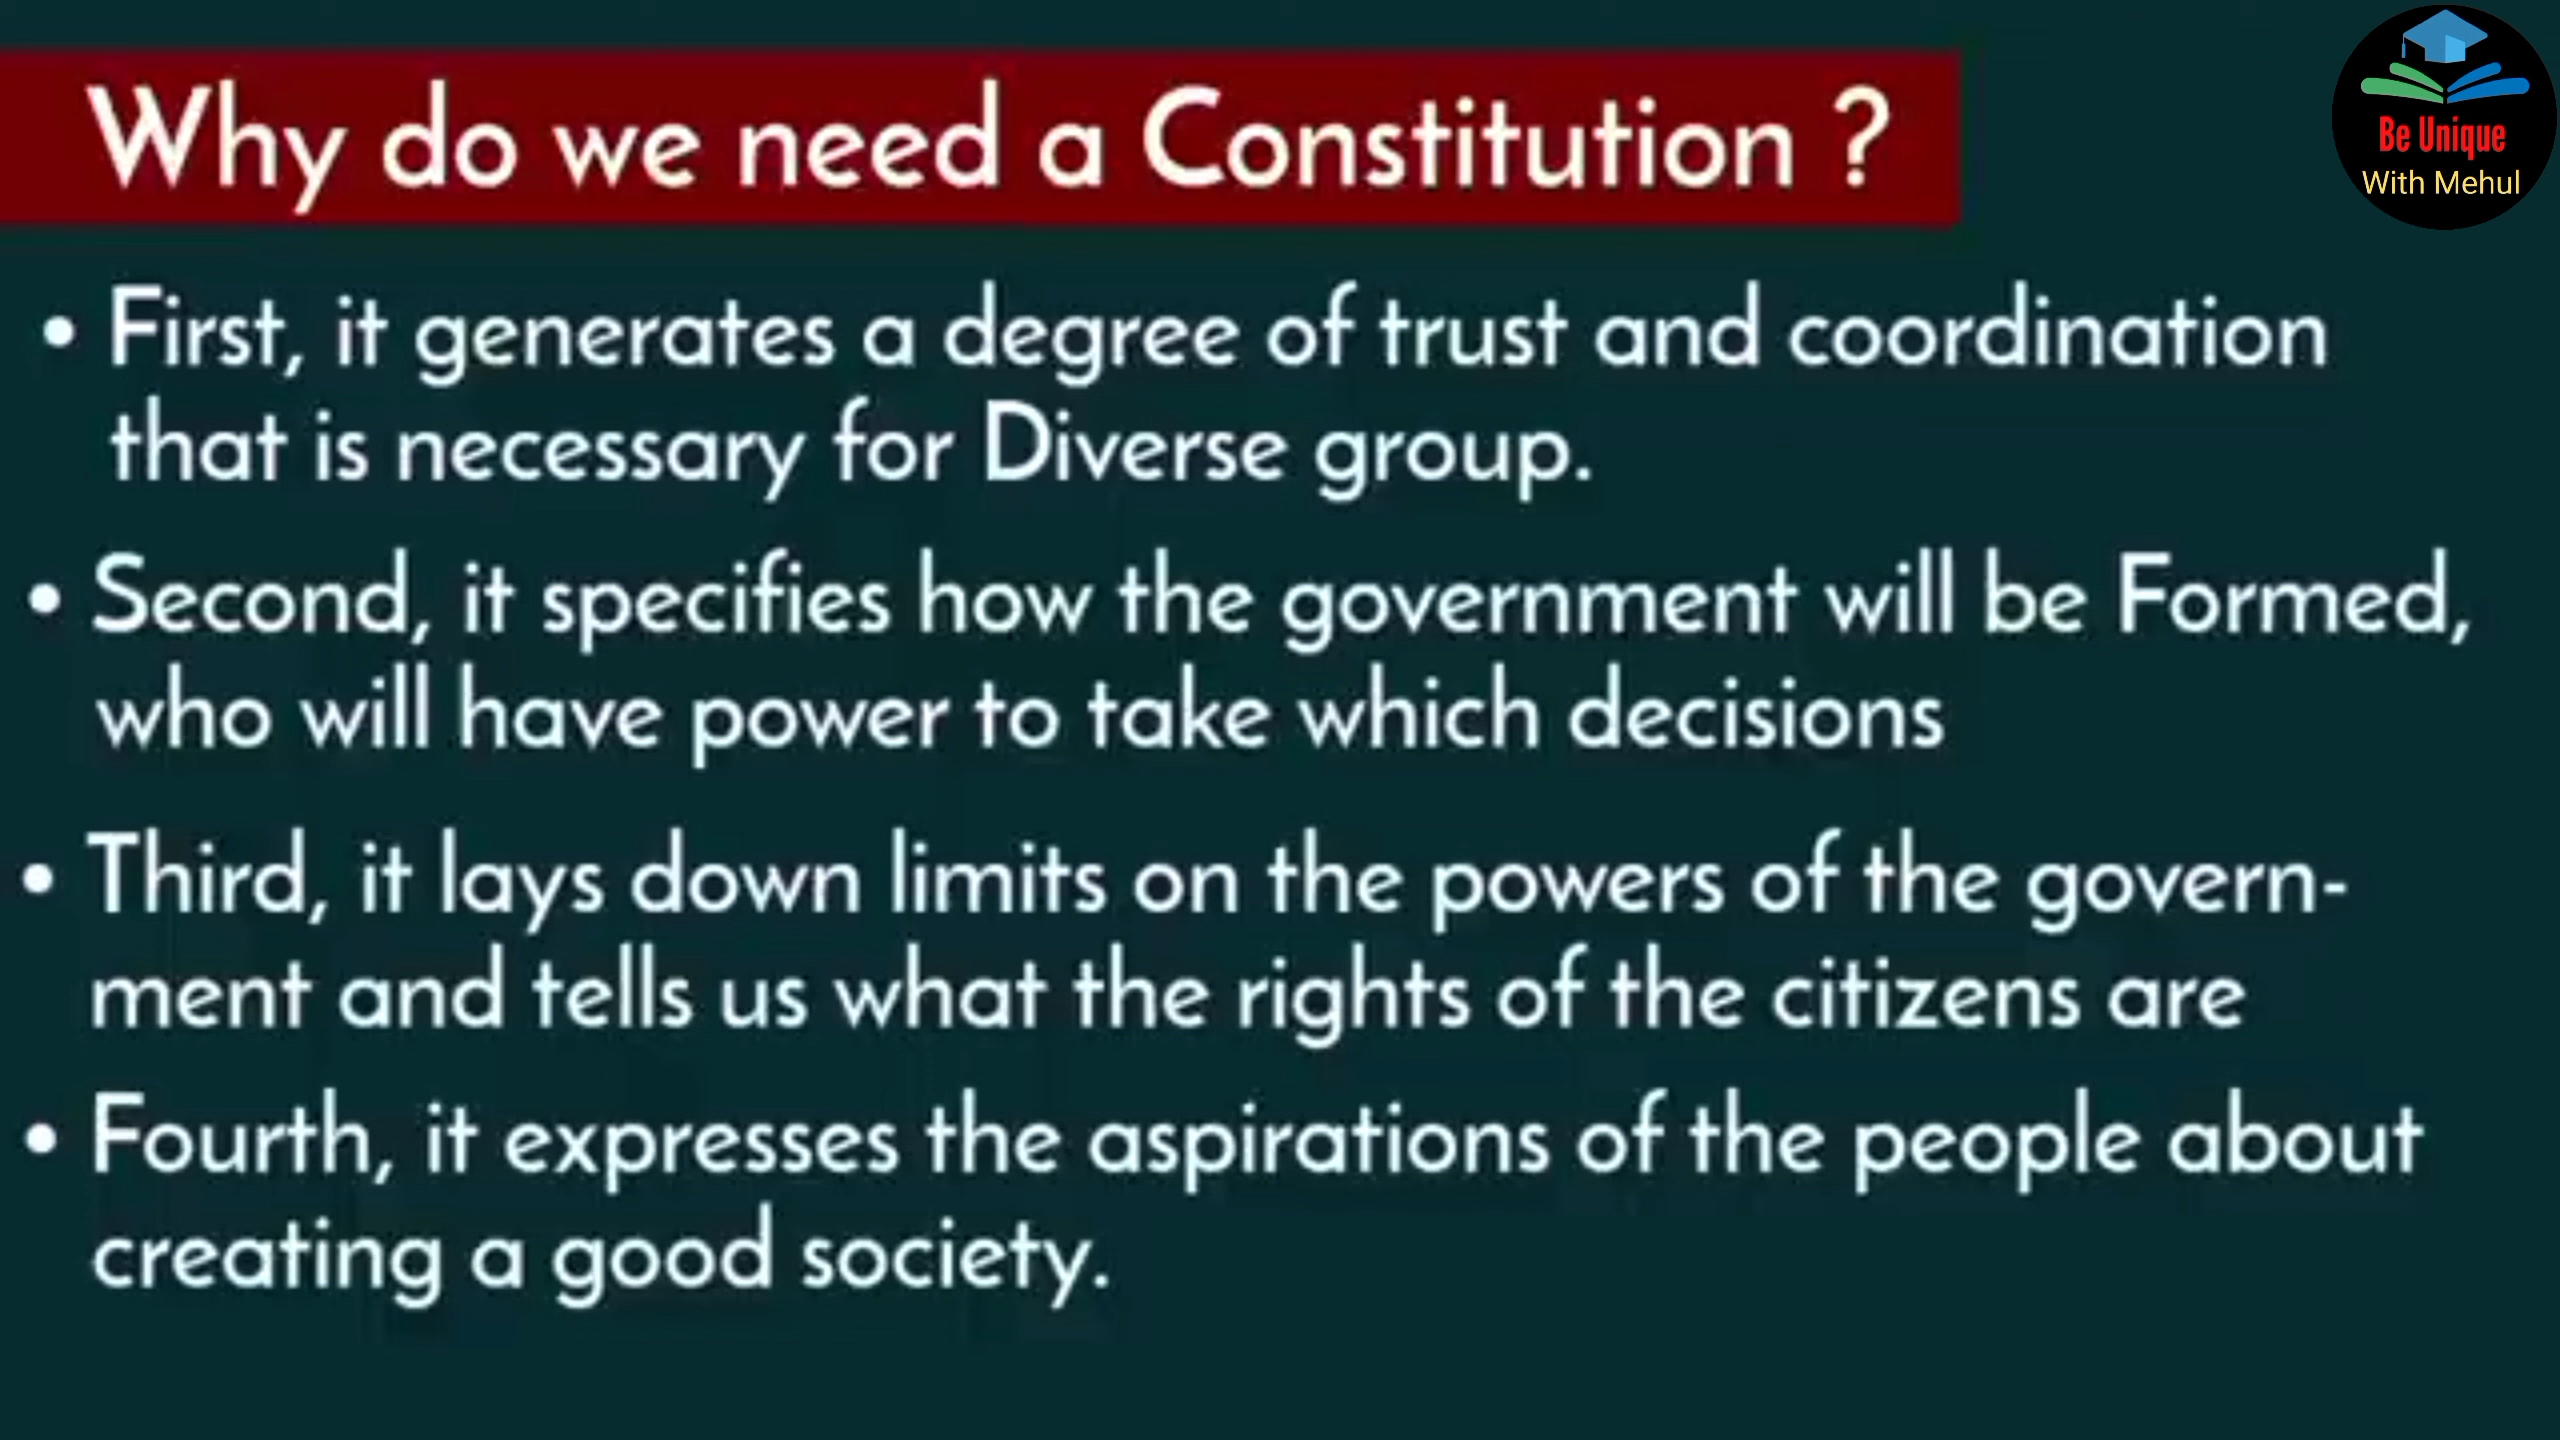 Why do we need a Constitution ?
Be Unique
With Mehul
• First, it generates a degree of trust and coordination
that is necessary for Diverse group.
• Second, it specifies how the government will be Formed,
who will have power to take which decisions
• Third, it lays down limits on the powers of the govern-
ment and tells us what the rights of the citizens are
• Fourth, it expresses the aspirations of the people about
creating a good society.